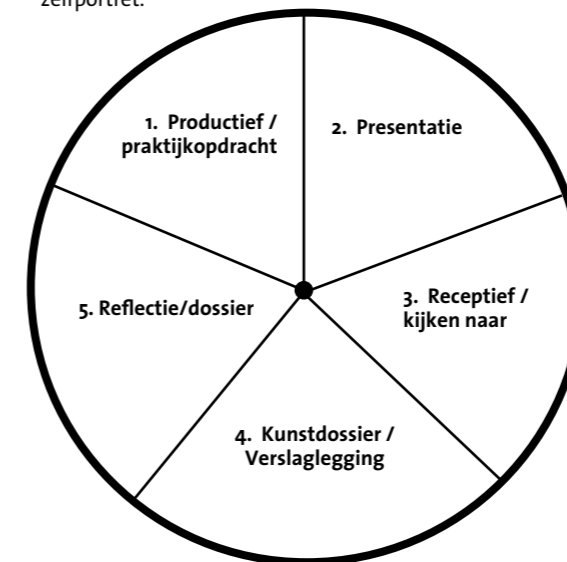 zelfportret.
1. Productief /
praktijkopdracht
2. Presentatie
3. Receptief /
kijken naar
4. Kunstdossier /
Verslaglegging
5. Reflectie/dossier